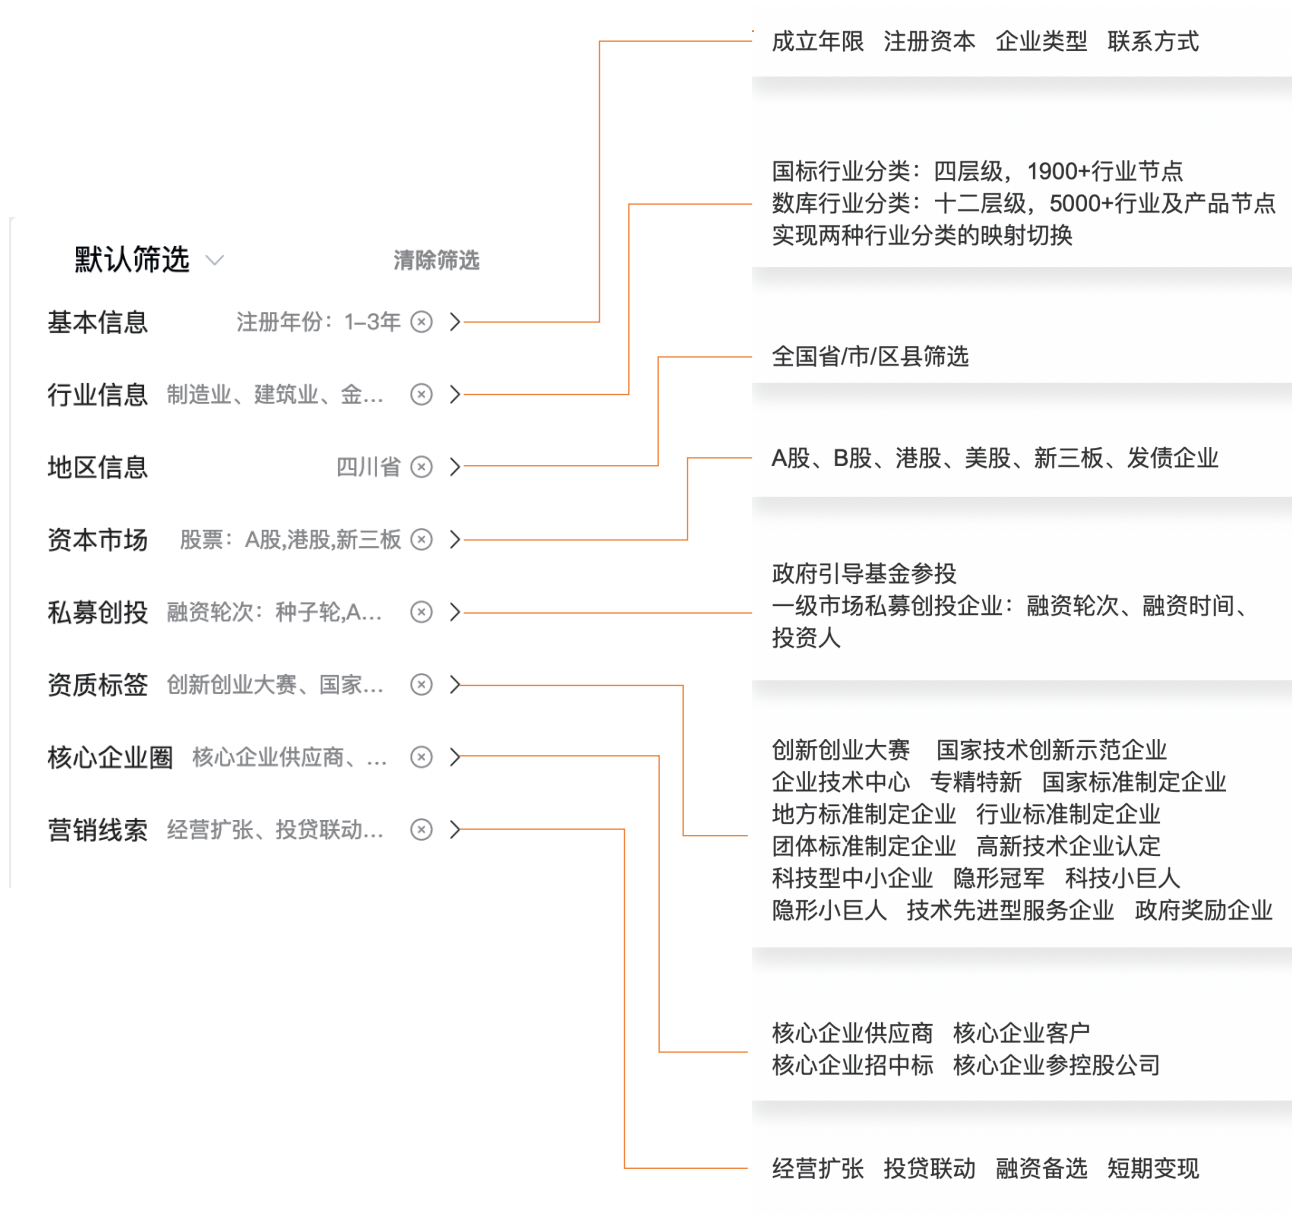 默认筛选 清除筛选
基本信息 注册年份：1-3年
行业信息 制造业、建筑业、金...
地区信息 四川省
资本市场 股票：A股,港股,新三板
私募创投 融资轮次：种子轮,A...
资质标签 创新创业大赛、国家...
核心企业圈 核心企业供应商、...
营销线索 经营扩张、投贷联动...
成立年限 注册资本 企业类型 联系方式
国标行业分类：四层级，1900+行业节点
数库行业分类：十二层级，5000+行业及产品节点
实现两种行业分类的映射切换
全国省/市/区县筛选
A股、B股、港股、美股、新三板、发债企业
政府引导基金参投
一级市场私募创投企业：融资轮次、融资时间、
投资人
创新创业大赛 国家技术创新示范企业
企业技术中心 专精特新 国家标准制定企业
地方标准制定企业 行业标准制定企业
团体标准制定企业 高新技术企业认定
科技型中小企业 隐形冠军 科技小巨人
隐形小巨人 技术先进型服务企业 政府奖励企业
核心企业供应商 核心企业客户
核心企业招中标 核心企业参控股公司
经营扩张 投贷联动 融资备选 短期变现